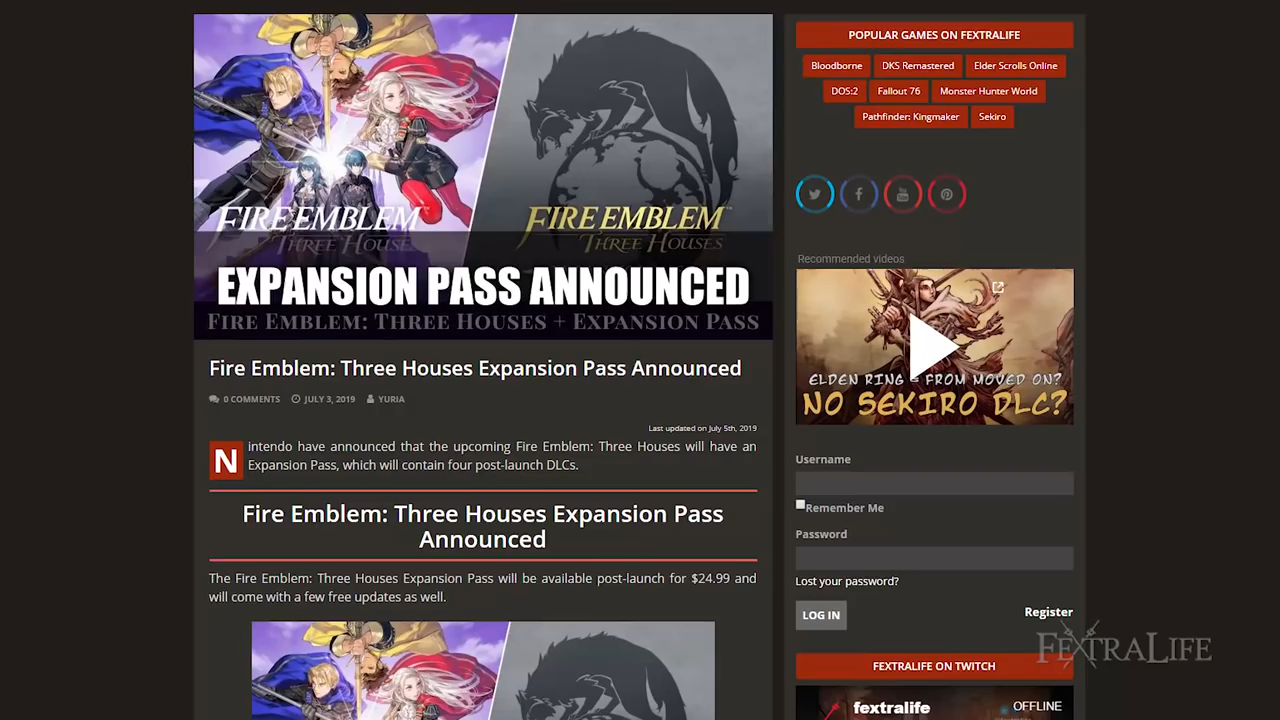 FIRE EMBLEM™
THREE HOUSES
FIRE EMBLEM™
THREE HOUSES
EXPANSION PASS ANNOUNCED
FIRE EMBLEM: THREE HOUSES + EXPANSION PASS
Fire Emblem: Three Houses Expansion Pass Announced
0 COMMENTS JULY 3, 2019 YURIA
Last updated on July 5th, 2019
Nintendo have announced that the upcoming Fire Emblem: Three Houses will have an
Expansion Pass, which will contain four post-launch DLCs.
Fire Emblem: Three Houses Expansion Pass
Announced
The Fire Emblem: Three Houses Expansion Pass will be available post-launch for $24.99 and
will come with a few free updates as well.
POPULAR GAMES ON FEXTRALIFE
Bloodborne DKS Remastered Elder Scrolls Online
DOS:2 Fallout 76 Monster Hunter World
Pathfinder: Kingmaker Sekiro
You
Tube
Recommended videos
ELDEN RING = FROM MOVED ON?
NO SEKIRO DLC?
Username
Remember Me
Password
Lost your password?
LOG IN Register
FEXTRALIFE
FEXTRALIFE ON TWITCH
fextralife OFFLINE